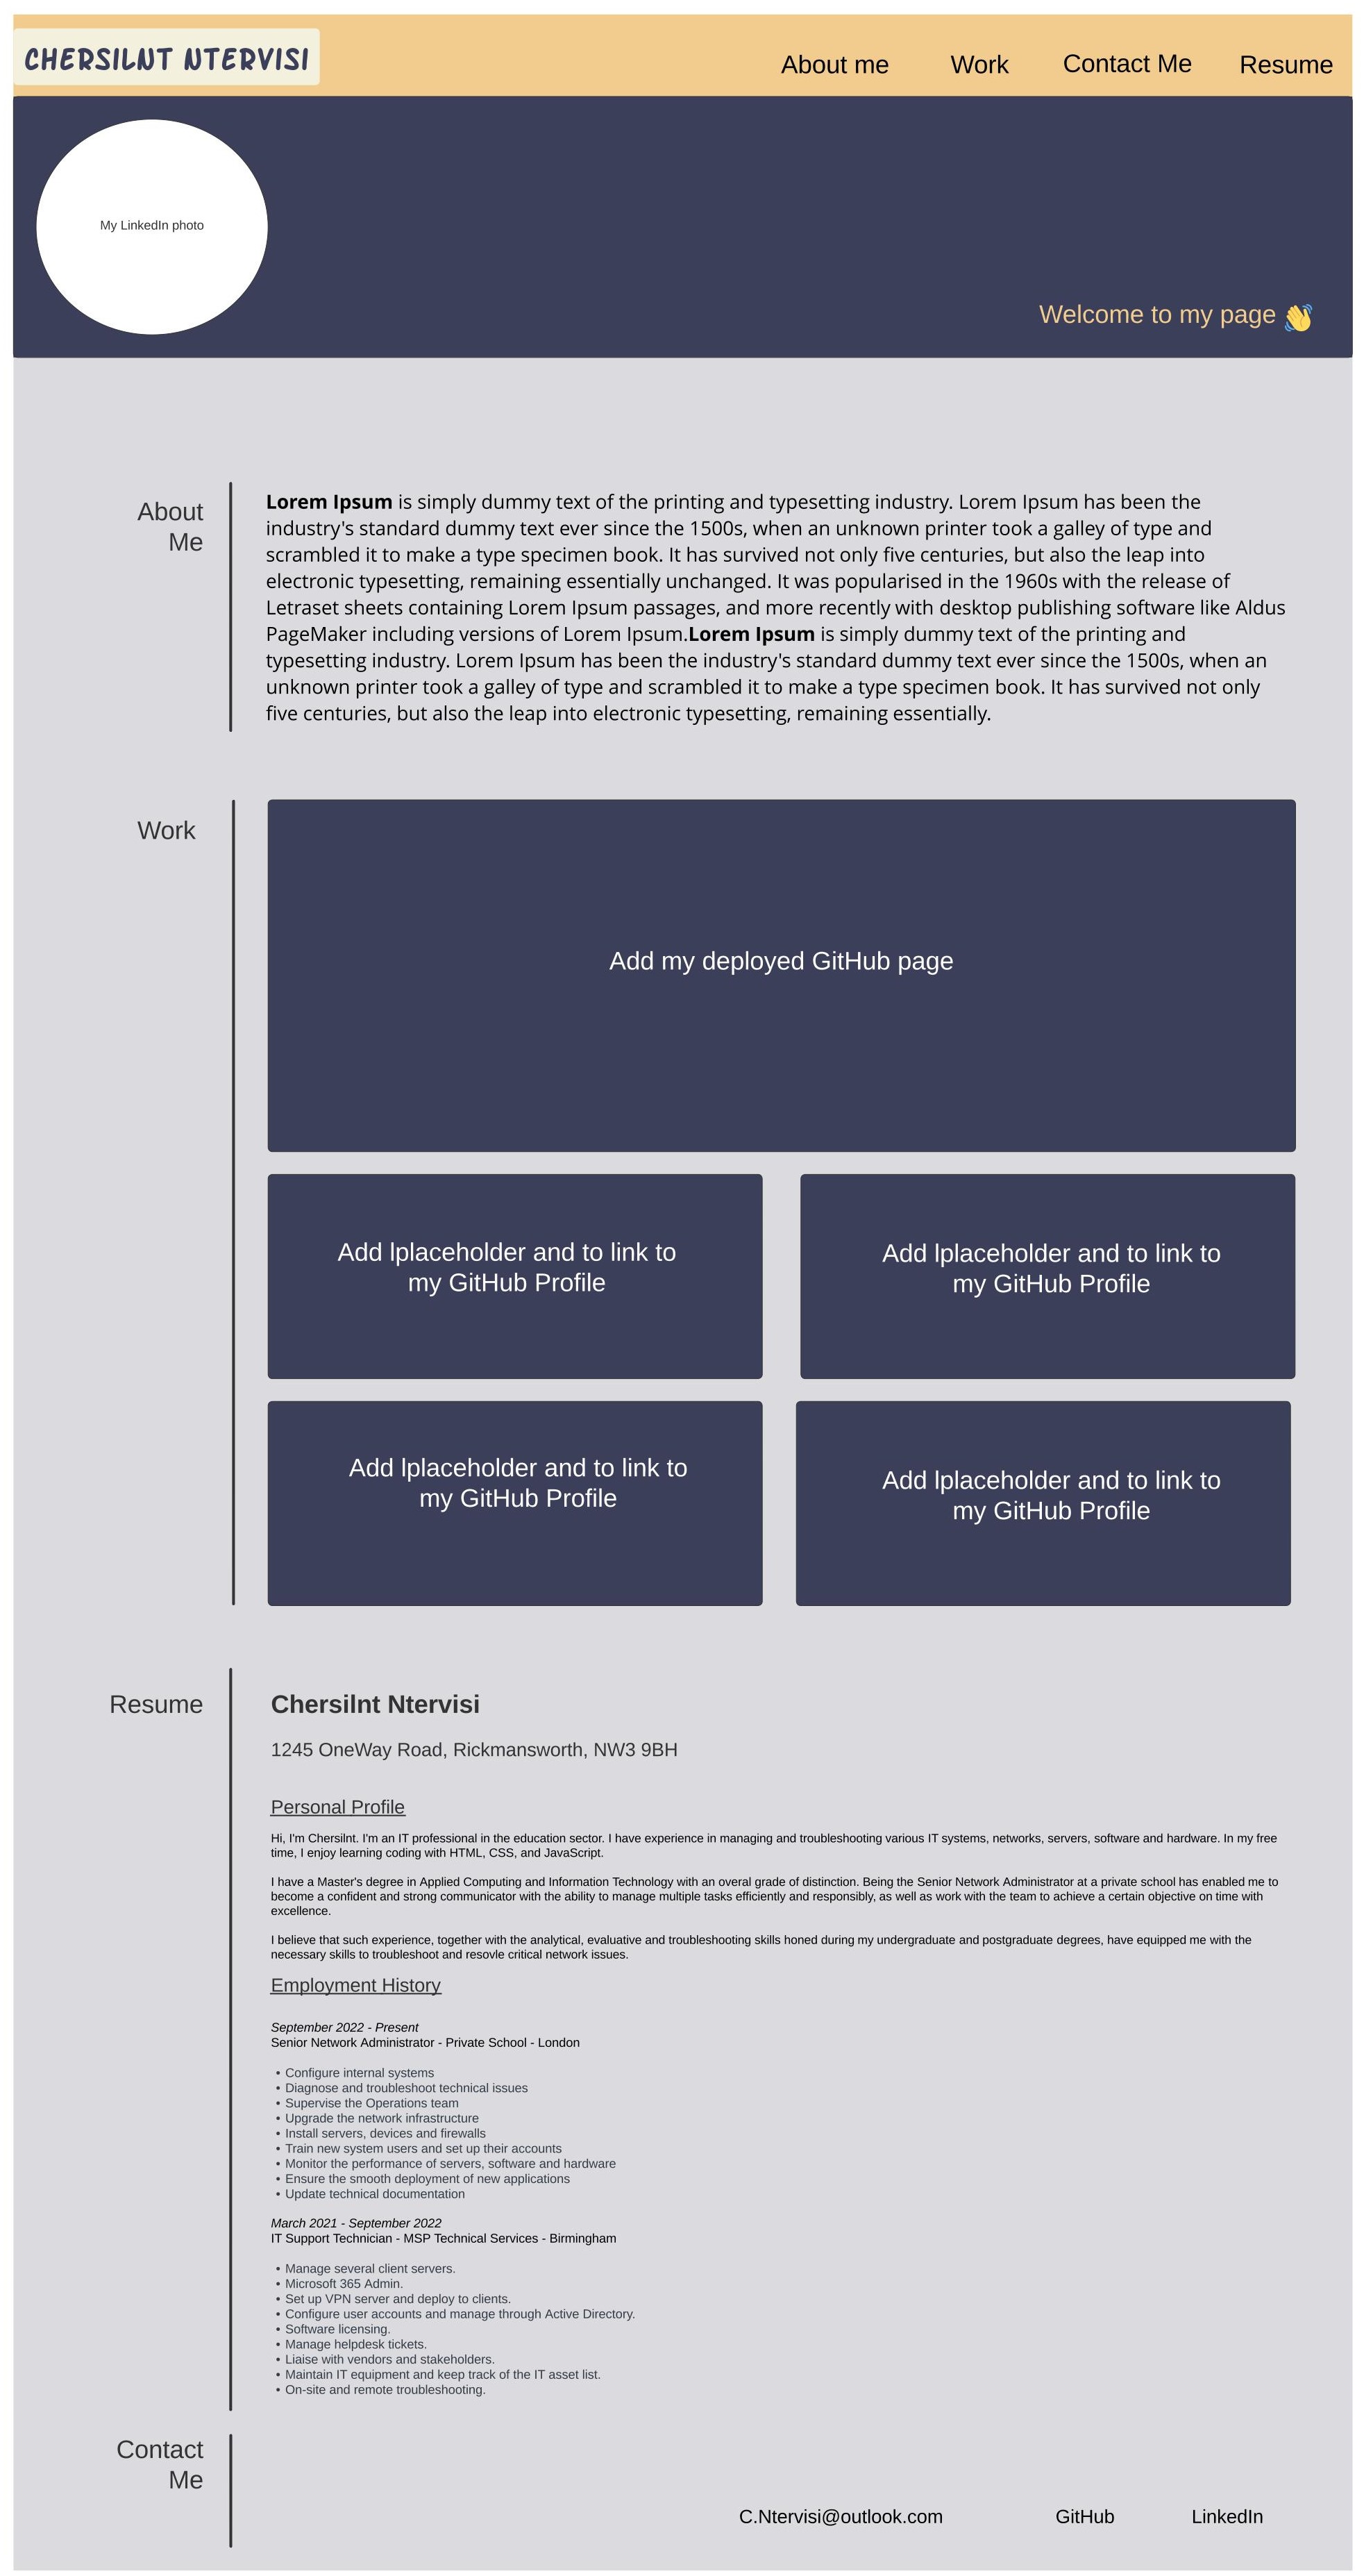 CHERSILNT NTERVISI
About me
Work
Contact Me
Resume
My LinkedIn photo
Welcome to my page 👋
About
Me
Lorem Ipsum is simply dummy text of the printing and typesetting industry. Lorem Ipsum has been the
industry's standard dummy text ever since the 1500s, when an unknown printer took a galley of type and
scrambled it to make a type specimen book. It has survived not only five centuries, but also the leap into
electronic typesetting, remaining essentially unchanged. It was popularised in the 1960s with the release of
Letraset sheets containing Lorem Ipsum passages, and more recently with desktop publishing software like Aldus
PageMaker including versions of Lorem Ipsum.Lorem Ipsum is simply dummy text of the printing and
typesetting industry. Lorem Ipsum has been the industry's standard dummy text ever since the 1500s, when an
unknown printer took a galley of type and scrambled it to make a type specimen book. It has survived not only
five centuries, but also the leap into electronic typesetting, remaining essentially.
Work
Add my deployed GitHub page
Add lplaceholder and to link to
my GitHub Profile
Add lplaceholder and to link to
my GitHub Profile
Add lplaceholder and to link to
my GitHub Profile
Add lplaceholder and to link to
my GitHub Profile
Resume
Chersilnt Ntervisi
1245 OneWay Road, Rickmansworth, NW3 9BH
Personal Profile
Hi, I'm Chersilnt. I'm an IT professional in the education sector. I have experience in managing and troubleshooting various IT systems, networks, servers, software and hardware. In my free
time, I enjoy learning coding with HTML, CSS, and JavaScript.
I have a Master's degree in Applied Computing and Information Technology with an overal grade of distinction. Being the Senior Network Administrator at a private school has enabled me to
become a confident and strong communicator with the ability to manage multiple tasks efficiently and responsibly, as well as work with the team to achieve a certain objective on time with
excellence.
I believe that such experience, together with the analytical, evaluative and troubleshooting skills honed during my undergraduate and postgraduate degrees, have equipped me with the
necessary skills to troubleshoot and resovle critical network issues.
Employment History
September 2022 - Present
Senior Network Administrator - Private School - London
• Configure internal systems
• Diagnose and troubleshoot technical issues
• Supervise the Operations team
• Upgrade the network infrastructure
• Install servers, devices and firewalls
• Train new system users and set up their accounts
• Monitor the performance of servers, software and hardware
• Ensure the smooth deployment of new applications
• Update technical documentation
March 2021 - September 2022
IT Support Technician - MSP Technical Services - Birmingham
• Manage several client servers.
• Microsoft 365 Admin.
• Set up VPN server and deploy to clients.
• Configure user accounts and manage through Active Directory.
• Software licensing.
• Manage helpdesk tickets.
• Liaise with vendors and stakeholders.
• Maintain IT equipment and keep track of the IT asset list.
• On-site and remote troubleshooting.
Contact
Me
C.Ntervisi@outlook.com
GitHub
LinkedIn